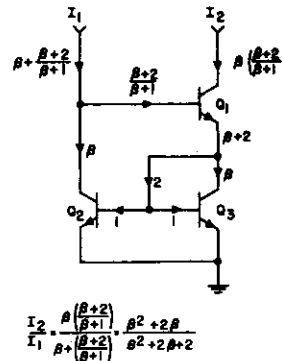 I₁ I₂
β+(β+2)/(β+1) (β+2)/(β+1) β((β+2)/(β+1)
Q₁
β+2
β 2 β
Q₂ 1 1 Q₃
I₂/I₁ = β((β+2)/(β+1))/(β+((β+2)/(β+1))) = (β²+2β)/(β²+2β+2)